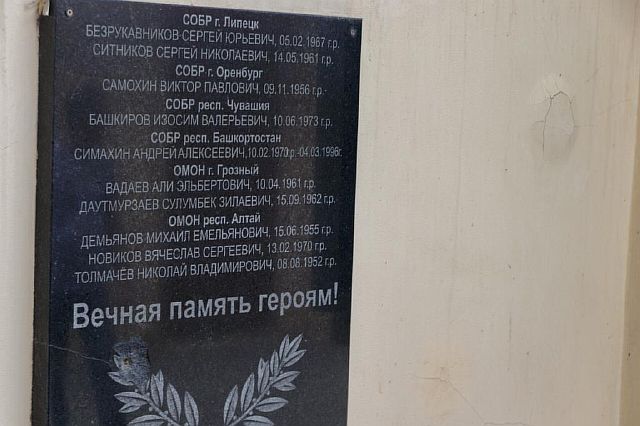 СОБР г. Липецк
БЕЗРУКАВНИКОВ СЕРГЕЙ ЮРЬЕВИЧ, 05.02.1967 г.р.
СИТНИКОВ СЕРГЕЙ НИКОЛАЕВИЧ, 14.05.1961 г.р.
СОБР г. Оренбург
САМОХИН ВИКТОР ПАВЛОВИЧ, 09.11.1956 г.р.-
СОБР респ. Чувашия
БАШКИРОВ ИЗОСИМ ВАЛЕРЬЕВИЧ, 10.06.1973 г.р.
СОБР респ. Башкортостан
СИМАХИН АНДРЕЙ АЛЕКСЕЕВИЧ,10.02.1970г.р.-04.03.1996г.
ОМОН г. Грозный
ВАДАЕВ АЛИ ЭЛЬБЕРТОВИЧ, 10.04.1961 г.р.
ДАУТМУРЗАЕВ СУЛУМБЕК ЗИЛАЕВИЧ, 15.09.1962 г.р.
ОМОН респ. Алтай
ДЕМЬЯНОВ МИХАИЛ ЕМЕЛЬЯНОВИЧ, 15.06.1955 г.р.
НОВИКОВ ВЯЧЕСЛАВ СЕРГЕЕВИЧ, 13.02.1970 г.р.
ТОЛМАЧЁВ НИКОЛАЙ ВЛАДИМИРОВИЧ, 08.08.1952 г.р.
Вечная память героям!